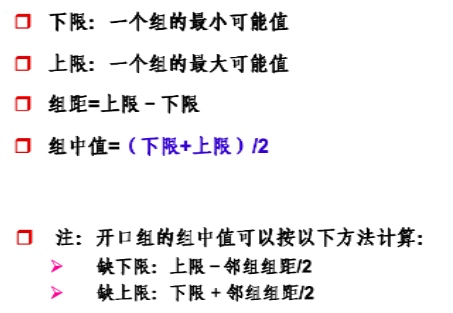 下限：一个组的最小可能值
上限：一个组的最大可能值
组距=上限－下限
组中值=（下限+上限）/2
注：开口组的组中值可以按以下方法计算：
缺下限：上限－邻组组距/2
缺上限：下限＋邻组组距/2